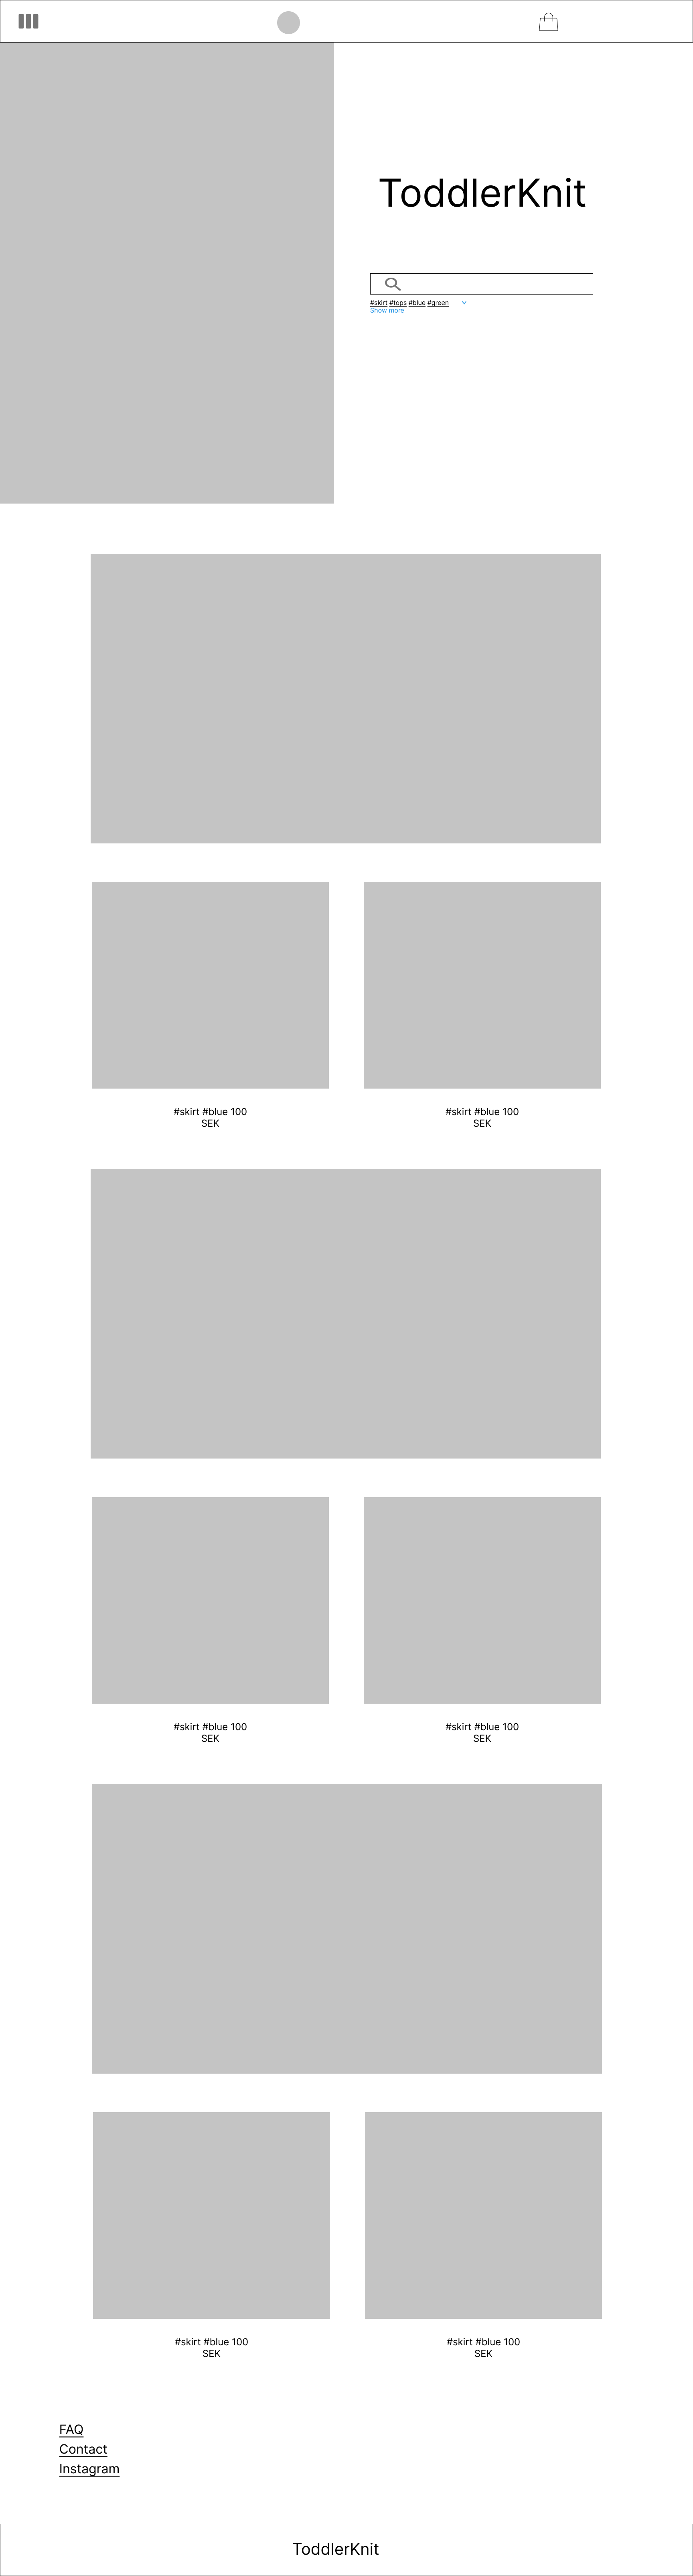 ToddlerKnit
#skirt #tops #blue #green
Show more
#skirt #blue 100
SEK
#skirt #blue 100
SEK
#skirt #blue 100
SEK
#skirt #blue 100
SEK
#skirt #blue 100
SEK
#skirt #blue 100
SEK
FAQ
Contact
Instagram
ToddlerKnit